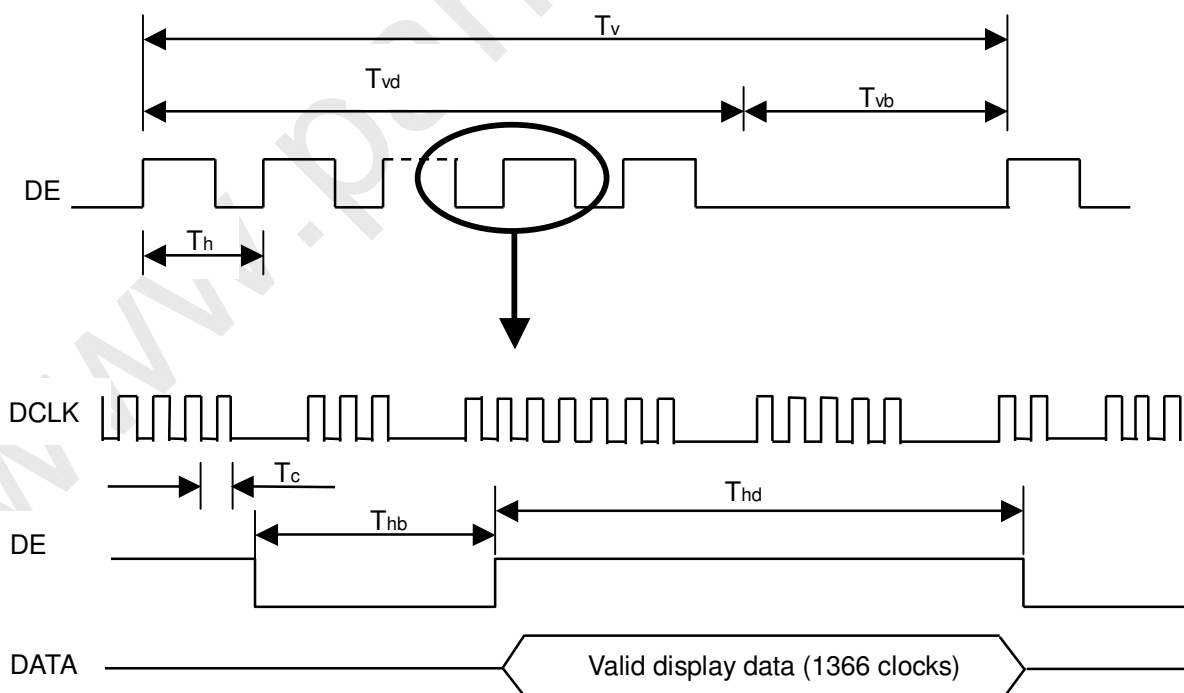 Tv
Tvd
Tvb
DE
Th
DCLK
Tc
Thd
Thb
DE
DATA
Valid display data (1366 clocks)